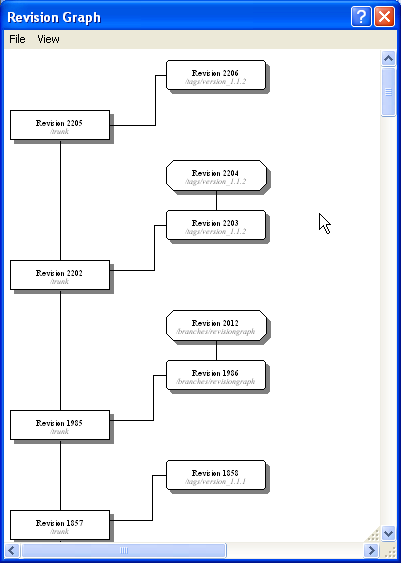 Revision Graph
File View
Revision 2206
/tags/version_1.1.2
Revision 2205
/trunk
Revision 2204
/tags/version_1.1.2
Revision 2203
/tags/version_1.1.2
Revision 2202
/trunk
Revision 2012
/branches/revisiongraph
Revision 1986
/branches/revisiongraph
Revision 1985
/trunk
Revision 1858
/tags/version_1.1.1
Revision 1857
/trunk